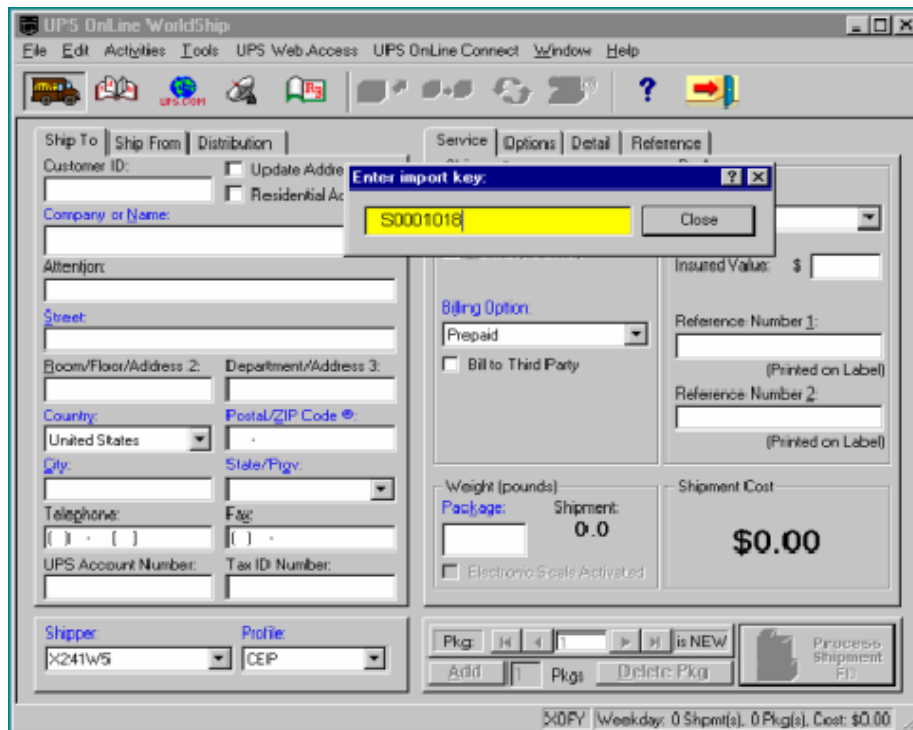 UPS OnLine WorldShip
File Edit Activities Tools UPS Web Access UPS OnLine Connect Window Help
UPS.COM
?
Ship To Ship From Distribution
Service Options Detail Reference
Customer ID:
Update Addre
Residential Ac
Enter import key:
S0001018
Close
Company or Name:
Attention:
Insured Value: $
Street:
Billing Option:
Prepaid
Bill to Third Party
Reference Number 1:
(Printed on Label)
Room/Floor/Address 2: Department/Address 3:
Reference Number 2:
(Printed on Label)
Country: Postal/ZIP Code ®:
United States
City: State/Prov:
Weight (pounds)
Package: Shipment:
0.0
Electronic Scale Activated
Shipment Cost
$0.00
Telephone: Fax:
UPS Account Number: Tax ID Number:
Shipper: Profile:
X241W5 CEIP
Pkg: 1 is NEW
Add 1 Pkgs Delete Pkg
Process
Shipment
Weekday: 0 Shpmt(s), 0 Pkg(s), Cost: $0.00